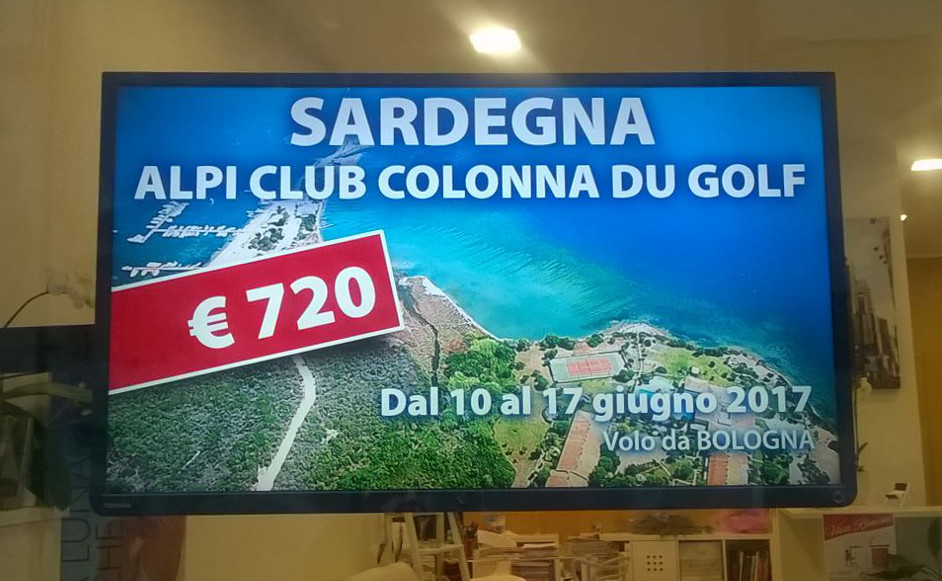 SARDEGNA
ALPI CLUB COLONNA DU GOLF
€ 720
Dal 10 al 17 giugno 2017
Volo da BOLOGNA